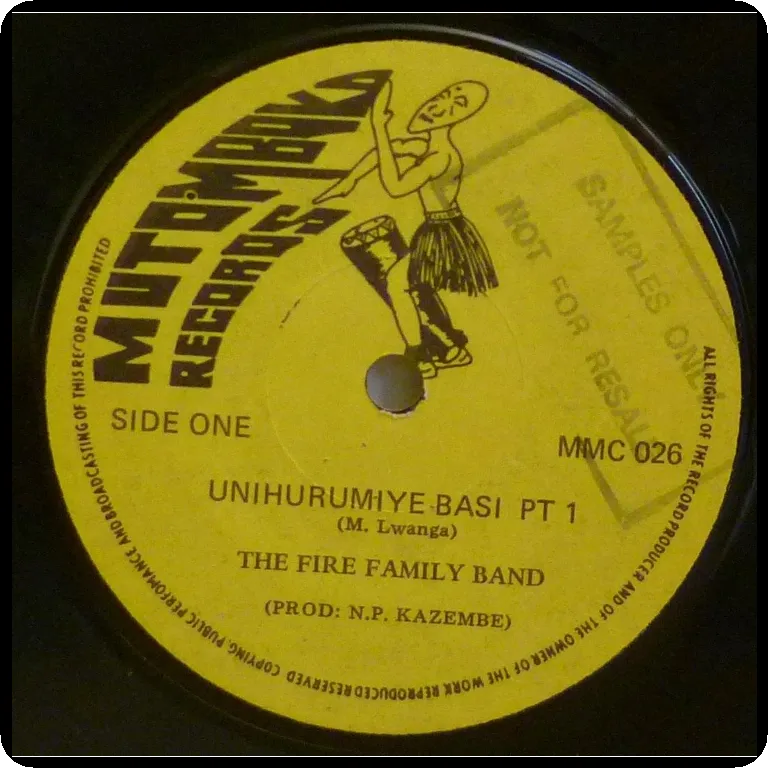 MUTOMBOKO
RECORDS
SAMPLES ONLY
NOT FOR RESALE
SIDE ONE
MMC 026
UNIHURUMIYE BASI PT 1
(M. Lwanga)
THE FIRE FAMILY BAND
(PROD: N.P. KAZEMBE)
ALL RIGHTS OF THE RECORD PRODUCER AND OF THE OWNER OF THE WORK REPRODUCED RESERVED COPYING, PUBLIC PERFOMANCE AND BROADCASTING OF THIS RECORD PROHIBITED